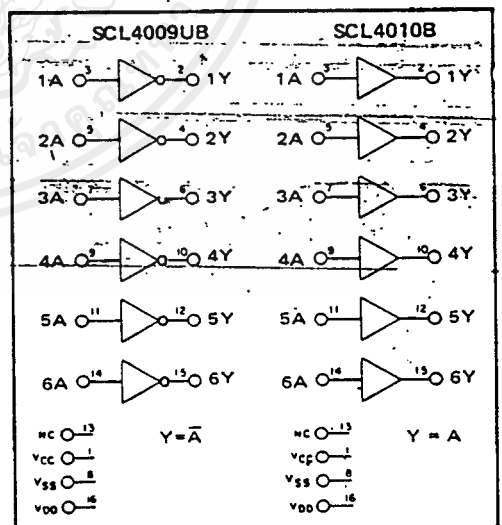 SCL4009UB SCL4010B
1A 3 2 1Y 1A 3 2 1Y
2A 5 4 2Y 2A 5 4 2Y
3A 7 6 3Y 3A 7 6 3Y
4A 9 10 4Y 4A 9 10 4Y
5A 11 12 5Y 5A 11 12 5Y
6A 14 15 6Y 6A 14 15 6Y
NC 13 Y=A̅ NC 13 Y = A
VCC 1 VCC 1
VSS 8 VSS 8
VDD 16 VDD 16